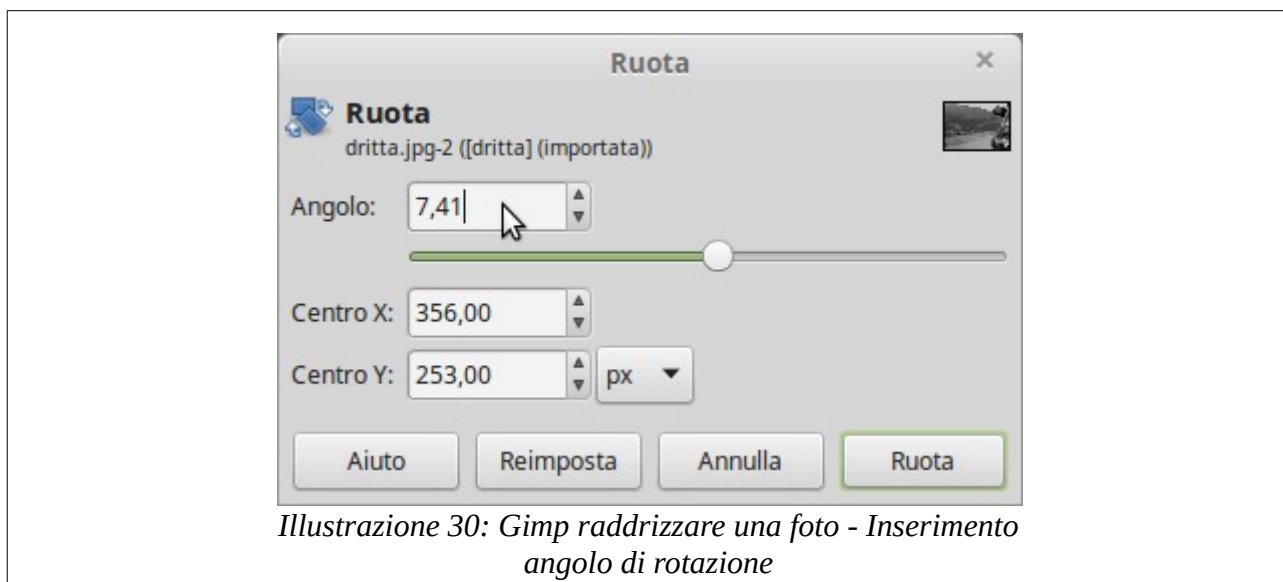 Ruota
Ruota
dritta.jpg-2 ([dritta] (importata))
Angolo: 7,41
Centro X: 356,00
Centro Y: 253,00 px
Aiuto Reimposta Annulla Ruota
Illustrazione 30: Gimp raddrizzare una foto - Inserimento
angolo di rotazione